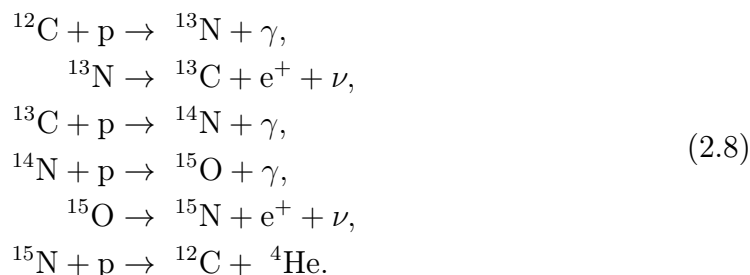 ¹²C + p → ¹³N + γ,
¹³N → ¹³C + e⁺ + ν,
¹³C + p → ¹⁴N + γ,
¹⁴N + p → ¹⁵O + γ,
(2.8)
¹⁵O → ¹⁵N + e⁺ + ν,
¹⁵N + p → ¹²C + ⁴He.